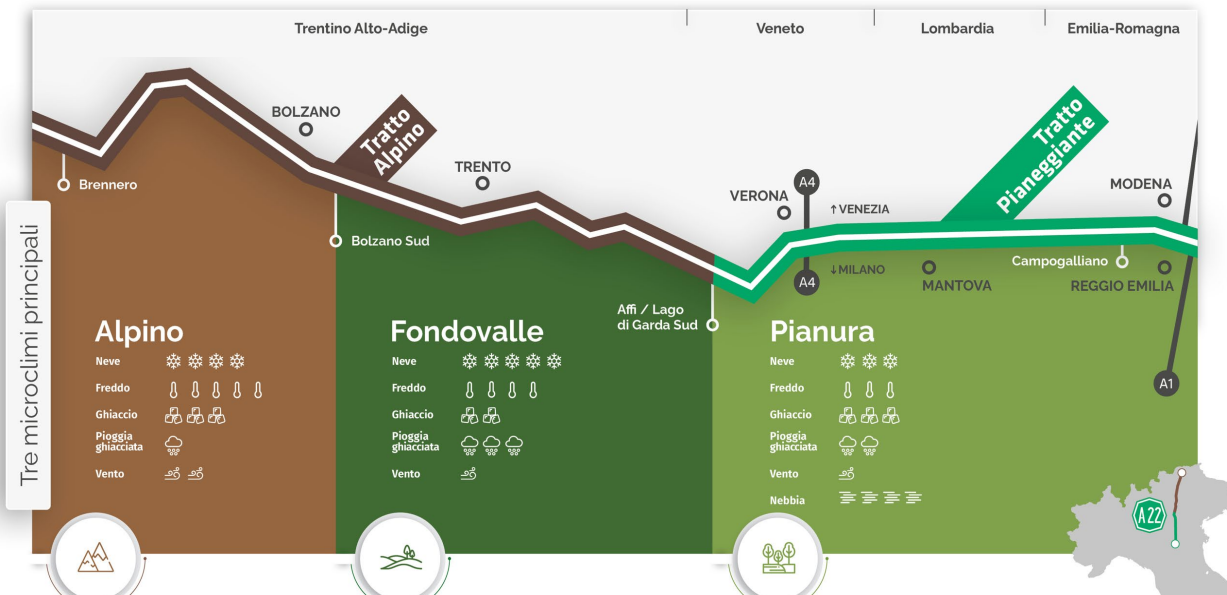 Trentino Alto-Adige
Veneto
Lombardia
Emilia-Romagna
BOLZANO
Tratto
Alpino
TRENTO
Brennero
Bolzano Sud
VERONA
A4
↑ VENEZIA
↓ MILANO
A4
Tratto
Pianeggiante
MODENA
Campogalliano
MANTOVA
REGGIO EMILIA
A1
Affi / Lago
di Garda Sud
Tre microclimi principali
Alpino
Neve
Freddo
Ghiaccio
Pioggia
ghiacciata
Vento
Fondovalle
Neve
Freddo
Ghiaccio
Pioggia
ghiacciata
Vento
Pianura
Neve
Freddo
Ghiaccio
Pioggia
ghiacciata
Vento
Nebbia
A22